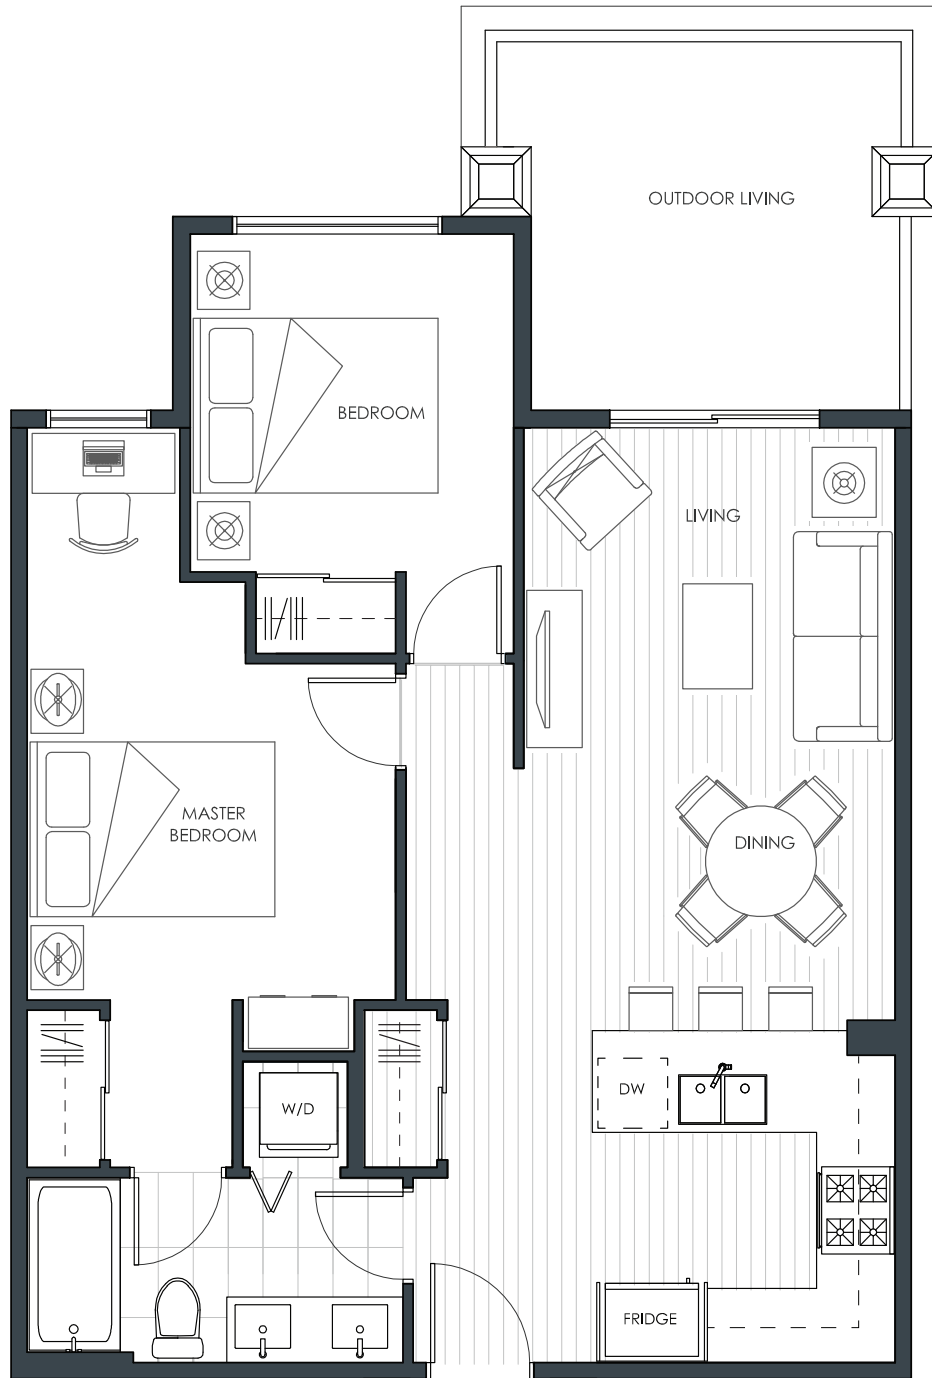 OUTDOOR LIVING
BEDROOM
LIVING
MASTER
BEDROOM
DINING
DW
W/D
FRIDGE